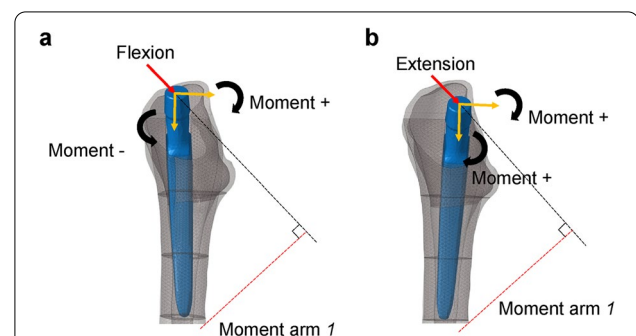 a
Flexion
Moment +
Moment -
Moment arm 1
b
Extension
Moment +
Moment +
Moment arm 1